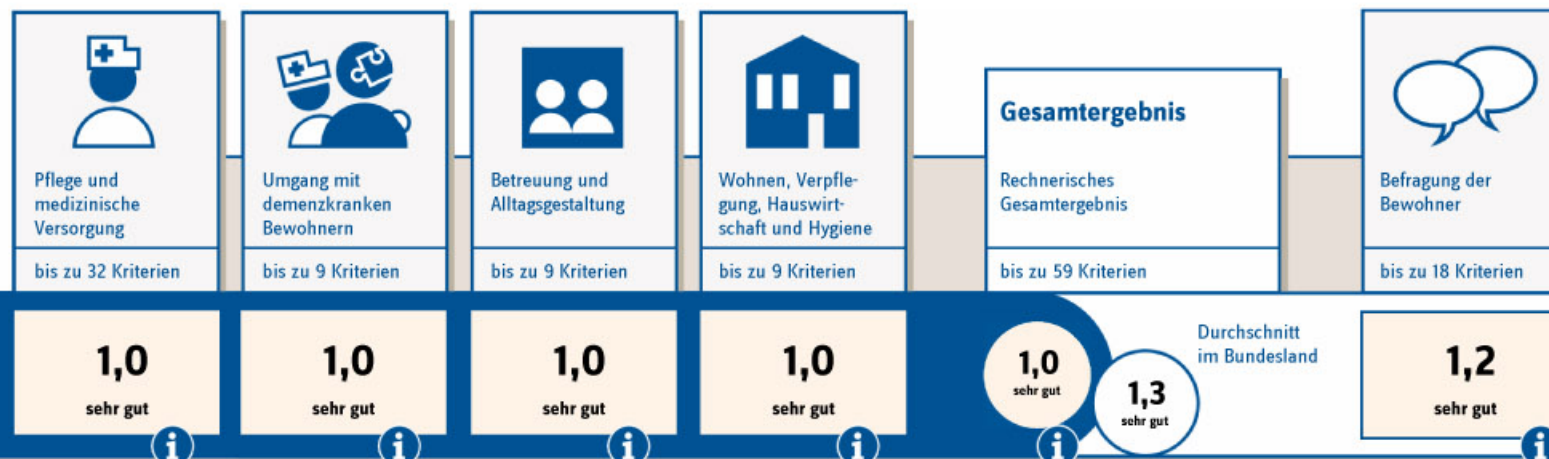 Pflege und
medizinische
Versorgung
bis zu 32 Kriterien
1,0
sehr gut
i
Umgang mit
demenzkranken
Bewohnern
bis zu 9 Kriterien
1,0
sehr gut
i
Betreuung und
Alltagsgestaltung
bis zu 9 Kriterien
1,0
sehr gut
i
Wohnen, Verpfle-
gung, Hauswirt-
schaft und Hygiene
bis zu 9 Kriterien
1,0
sehr gut
i
Gesamtergebnis
Rechnerisches
Gesamtergebnis
bis zu 59 Kriterien
1,0
sehr gut
i
1,3
sehr gut
Durchschnitt
im Bundesland
Befragung der
Bewohner
bis zu 18 Kriterien
1,2
sehr gut
i